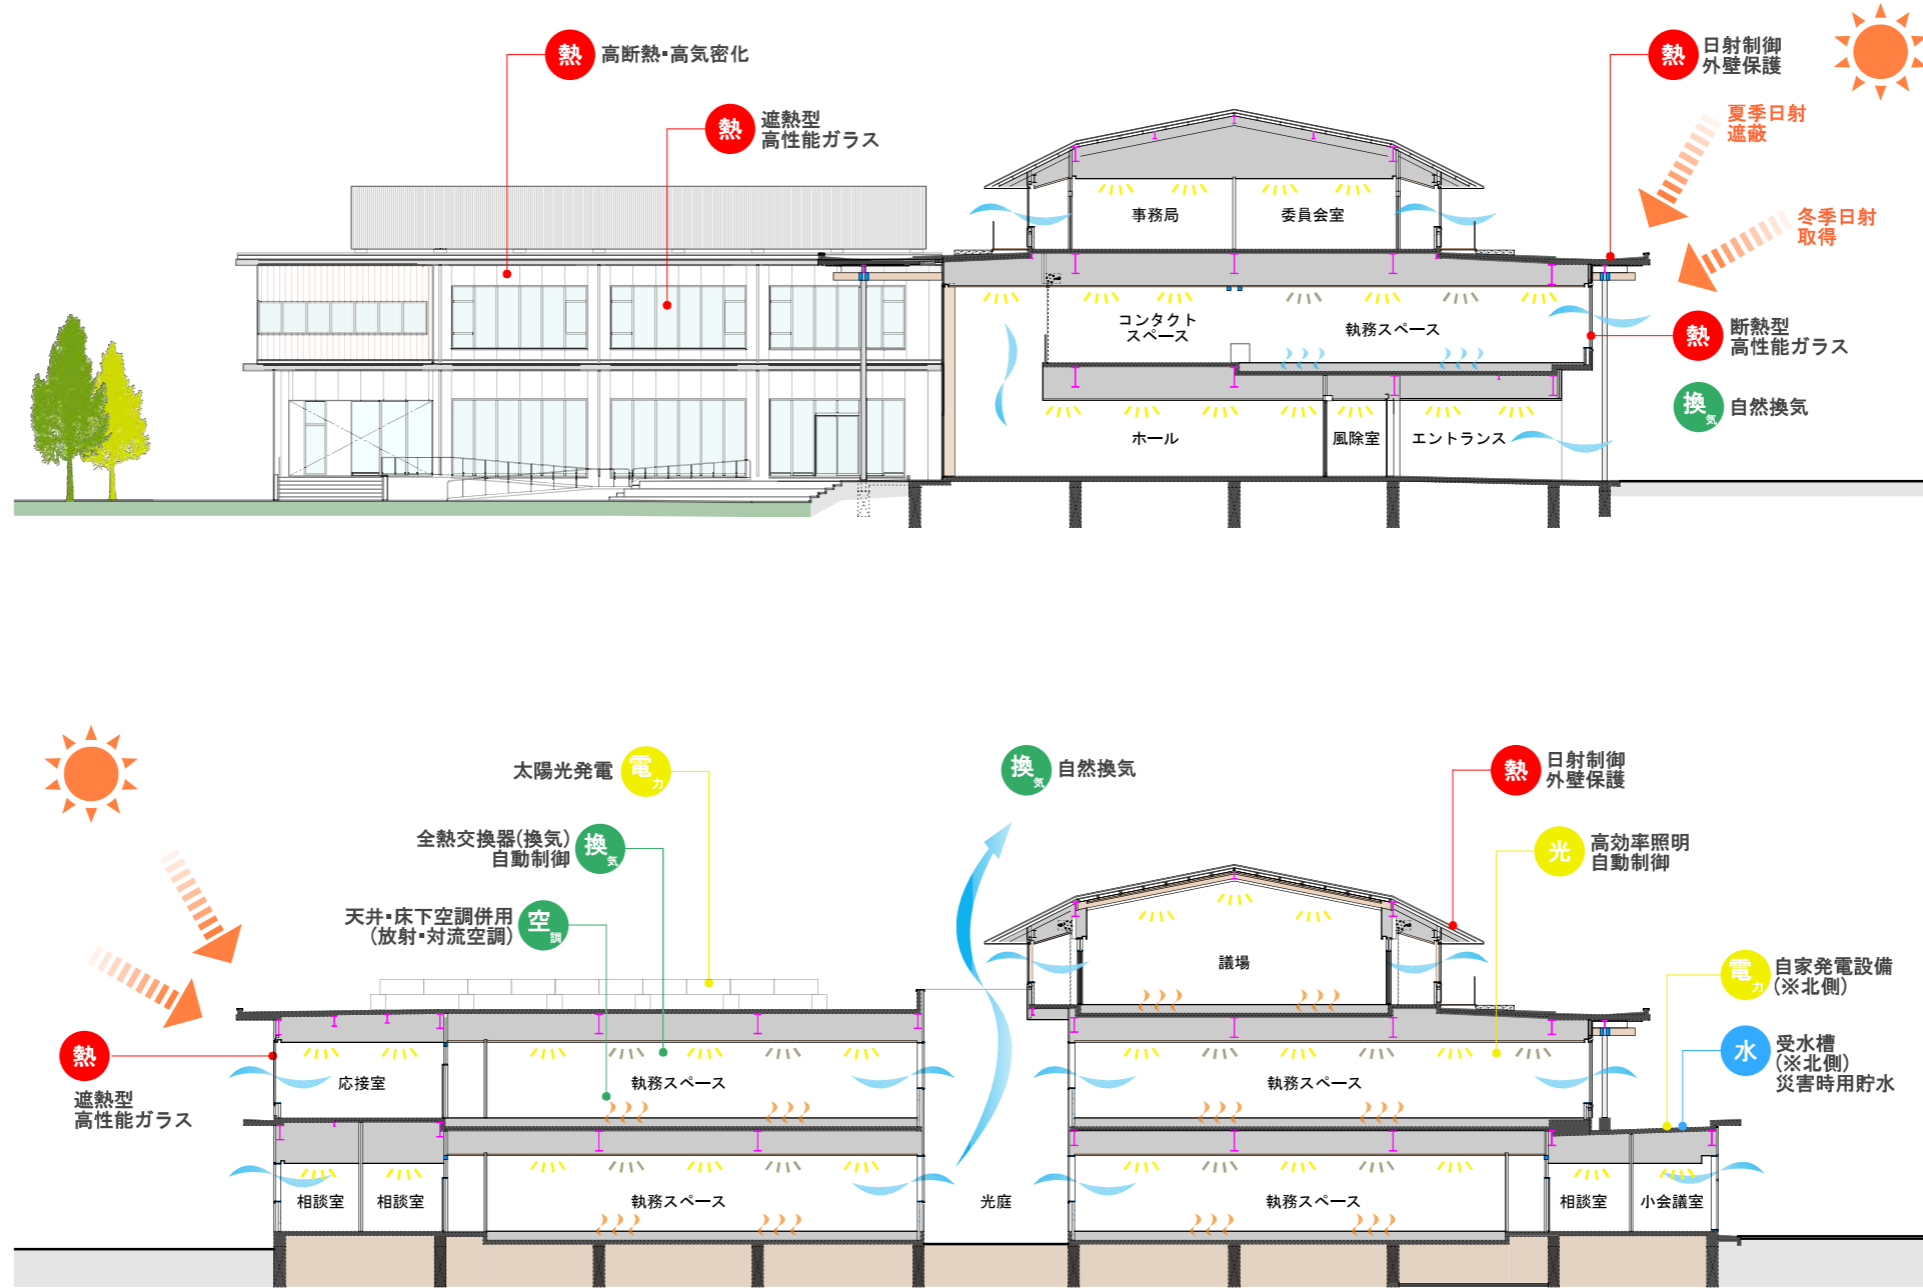 熱 高断熱・高気密化
熱 遮熱型
高性能ガラス
熱 日射制御
外壁保護
夏季日射
遮蔽
冬季日射
取得
事務局
委員会室
コンタクト
スペース
執務スペース
熱 断熱型
高性能ガラス
換気 自然換気
ホール
風除室
エントランス
太陽光発電 電力
換気 自然換気
熱 日射制御
外壁保護
全熱交換器(換気)
自動制御 換気
光 高効率照明
自動制御
天井・床下空調併用
(放射・対流空調) 空調
議場
電力 自家発電設備
(※北側)
熱
遮熱型
高性能ガラス
水 受水槽
(※北側)
災害時用貯水
応接室
執務スペース
執務スペース
相談室
相談室
執務スペース
光庭
執務スペース
相談室
小会議室